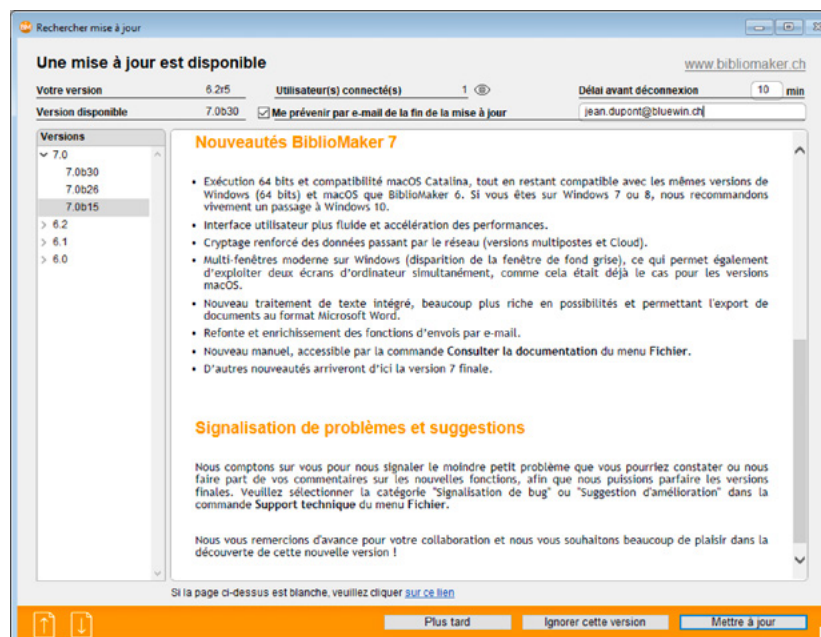 Rechercher mise à jour
Une mise à jour est disponible
www.bibliomaker.ch
Votre version 6.2r5 Utilisateur(s) connecté(s) 1 Délai avant déconnexion 10 min
Version disponible 7.0b30 Me prévenir par e-mail de la fin de la mise à jour jean.dupont@bluewin.ch
Versions
7.0
7.0b30
7.0b26
7.0b15
6.2
6.1
6.0
Nouveautés BiblioMaker 7
• Exécution 64 bits et compatibilité macOS Catalina, tout en restant compatible avec les mêmes versions de
Windows (64 bits) et macOS que BiblioMaker 6. Si vous êtes sur Windows 7 ou 8, nous recommandons
vivement un passage à Windows 10.
• Interface utilisateur plus fluide et accélération des performances.
• Cryptage renforcé des données passant par le réseau (versions multipostes et Cloud).
• Multi-fenêtres moderne sur Windows (disparition de la fenêtre de fond grise), ce qui permet également
d'exploiter deux écrans d'ordinateur simultanément, comme cela était déjà le cas pour les versions
macOS.
• Nouveau traitement de texte intégré, beaucoup plus riche en possibilités et permettant l'export de
documents au format Microsoft Word.
• Refonte et enrichissement des fonctions d'envois par e-mail.
• Nouveau manuel, accessible par la commande Consulter la documentation du menu Fichier.
• D'autres nouveautés arriveront d'ici la version 7 finale.
Signalisation de problèmes et suggestions
Nous comptons sur vous pour nous signaler le moindre petit problème que vous pourriez constater ou nous
faire part de vos commentaires sur les nouvelles fonctions, afin que nous puissions parfaire les versions
finales. Veuillez sélectionner la catégorie "Signalisation de bug" ou "Suggestion d'amélioration" dans la
commande Support technique du menu Fichier.
Nous vous remercions d'avance pour votre collaboration et nous vous souhaitons beaucoup de plaisir dans la
découverte de cette nouvelle version !
Si la page ci-dessus est blanche, veuillez cliquer sur ce lien
Plus tard Ignorer cette version Mettre à jour